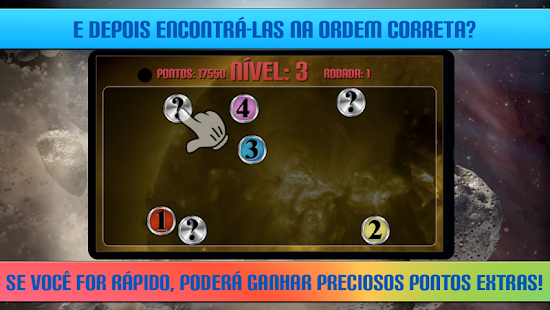 E DEPOIS ENCONTRÁ-LAS NA ORDEM CORRETA?
PONTOS: 17550 NÍVEL: 3 RODADA: 1
? 4 ?
3
1 ? 2
SE VOCÊ FOR RÁPIDO, PODERÁ GANHAR PRECIOSOS PONTOS EXTRAS!